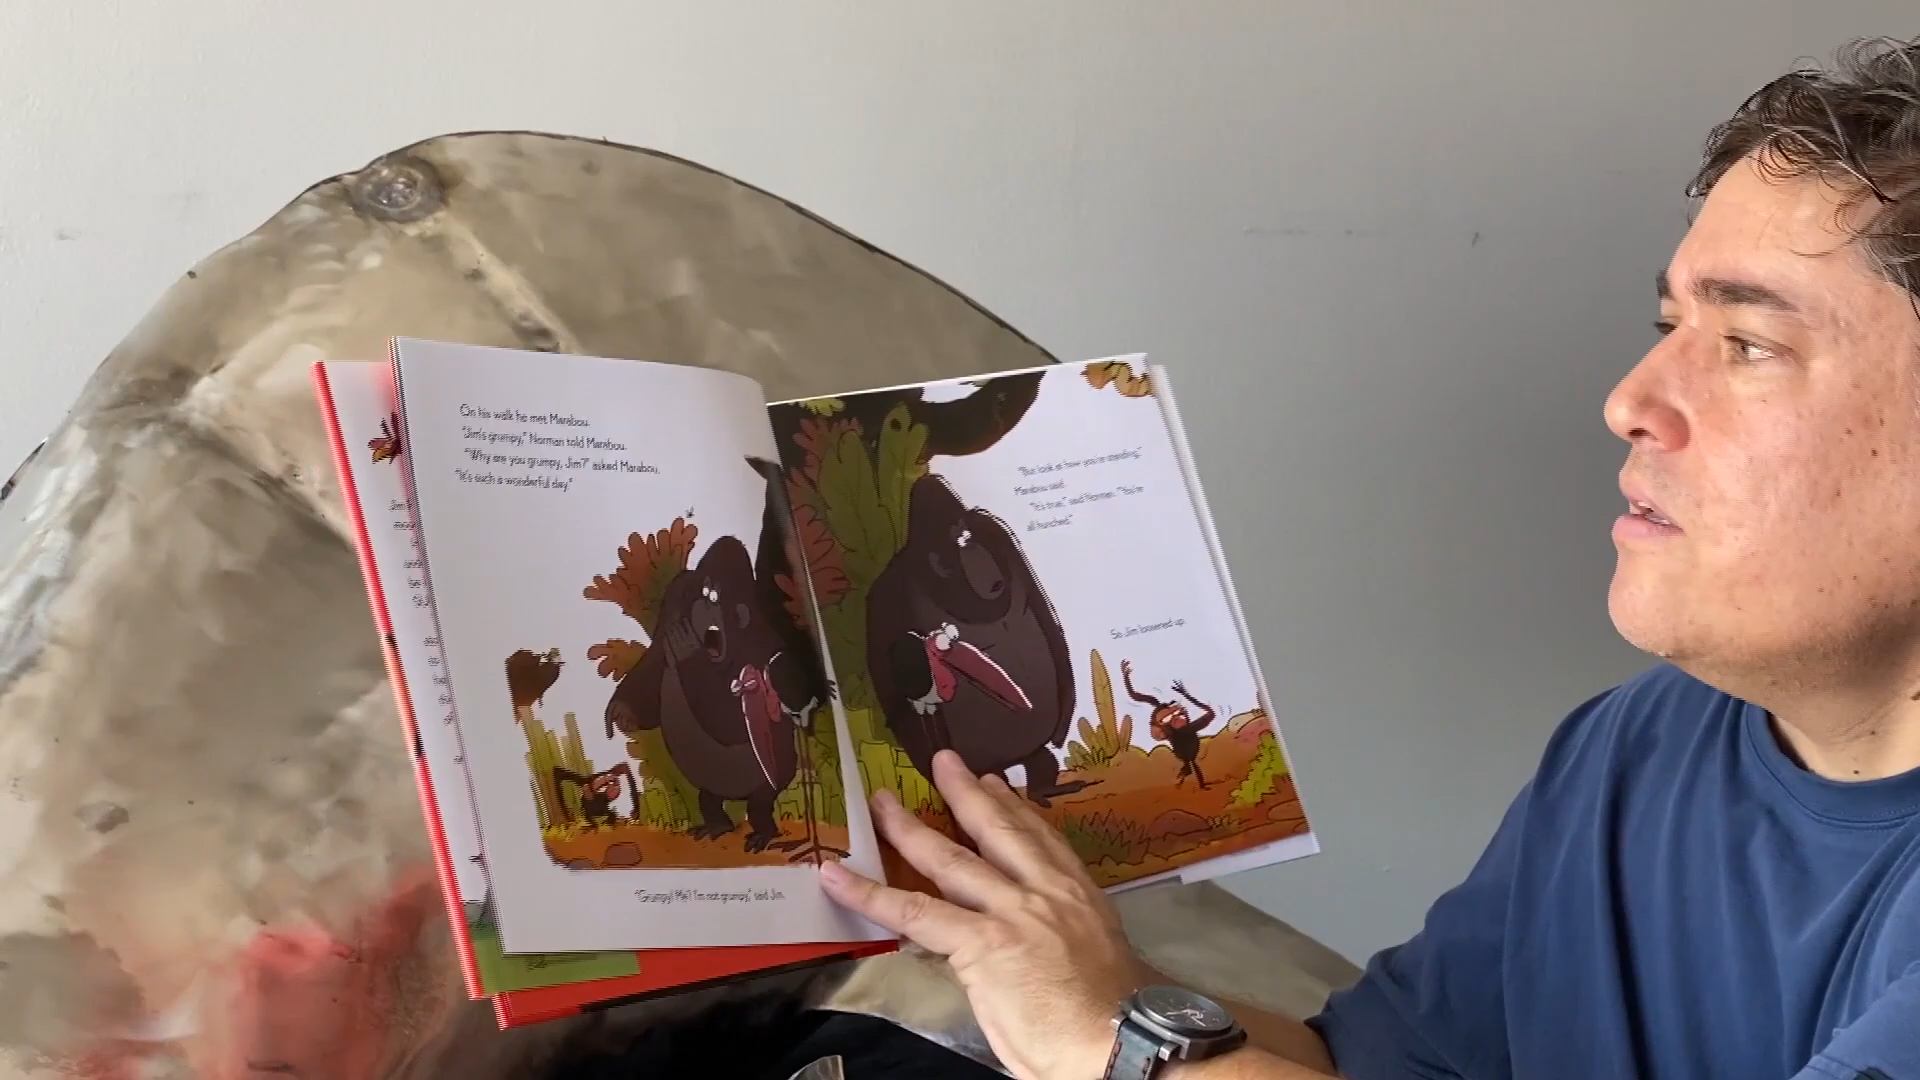 On his walk he met Marabou.
"Jim's grumpy," Norman told Marabou.
"Why are you grumpy, Jim?" asked Marabou.
"It's such a wonderful day."
"Grumpy! Me? I'm not grumpy," said Jim.
"But look at how you're standing,"
Marabou said.
"It's true," said Norman. "You're
all hunched."
So Jim loosened up.